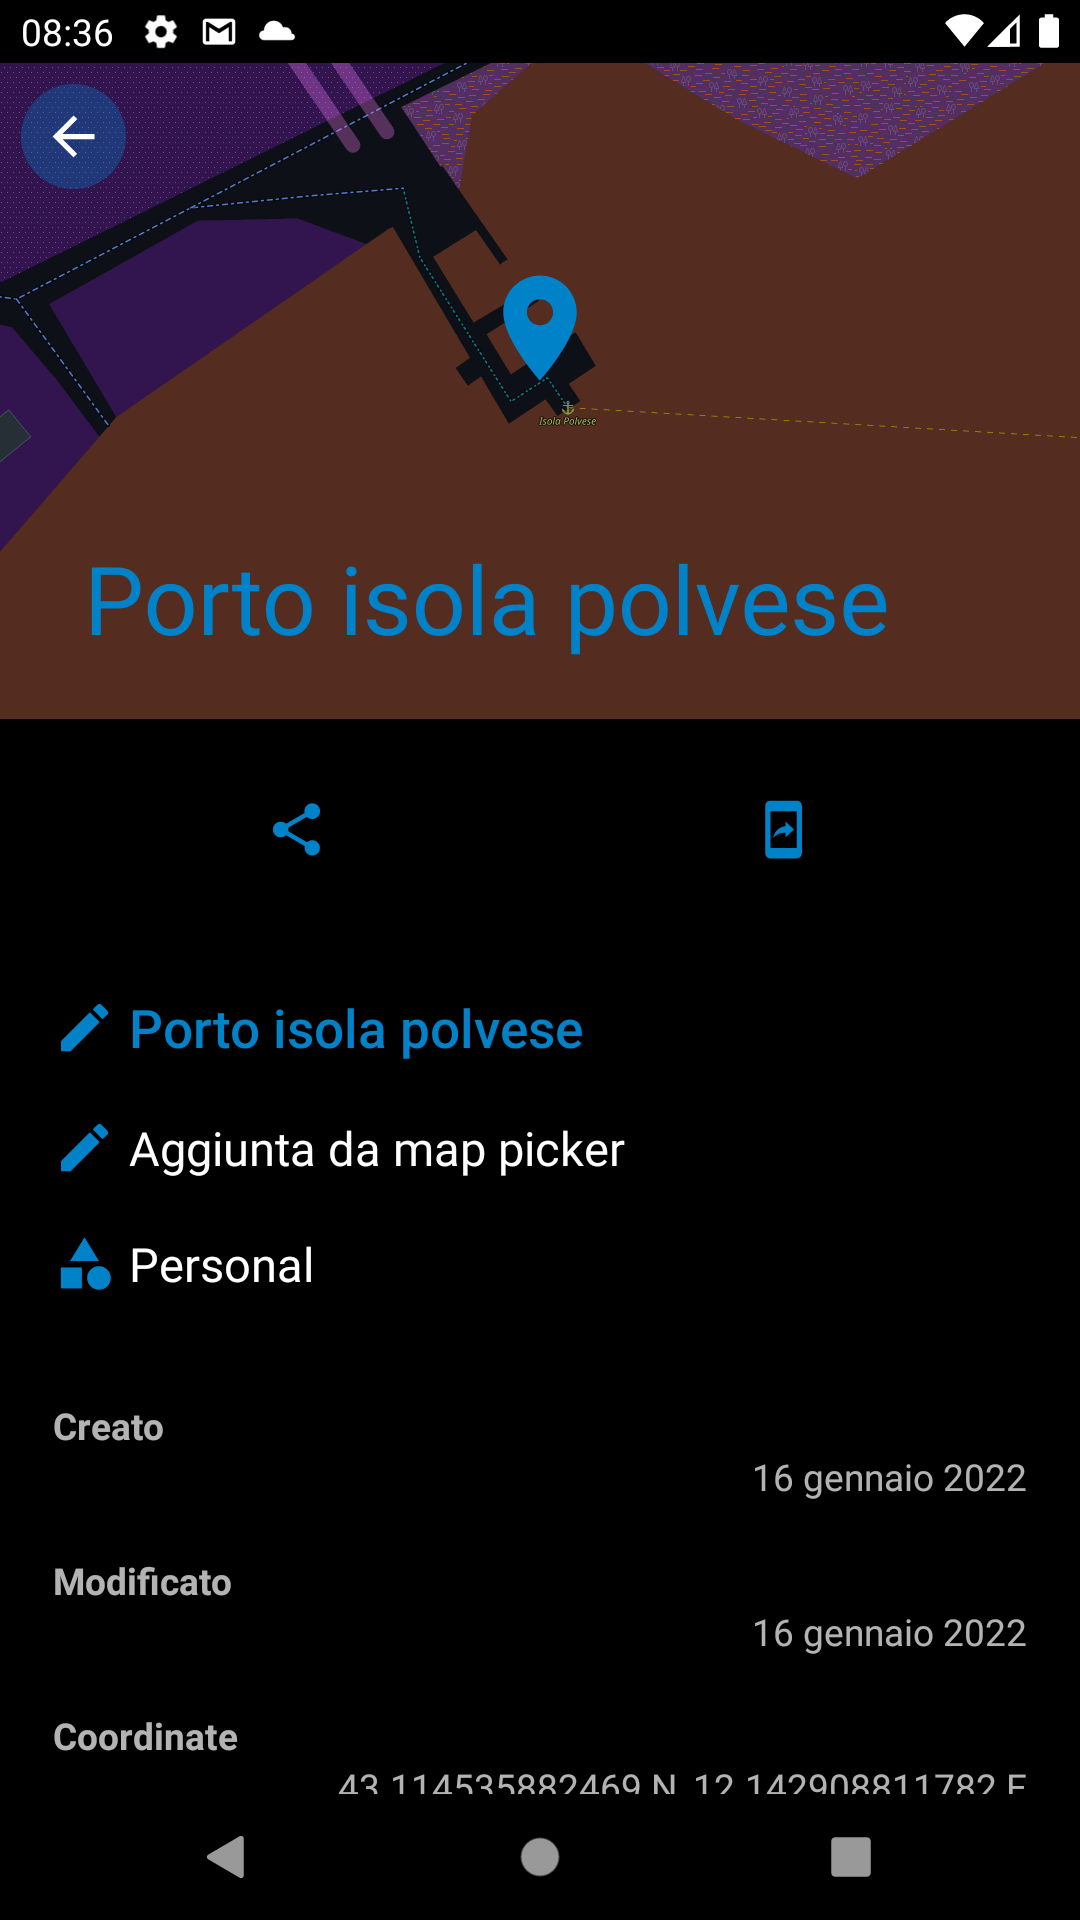 08:36
Isola Polvese
Porto isola polvese
Porto isola polvese
Aggiunta da map picker
Personal
Creato
16 gennaio 2022
Modificato
16 gennaio 2022
Coordinate
43.114535882469 N, 12.142908811782 E